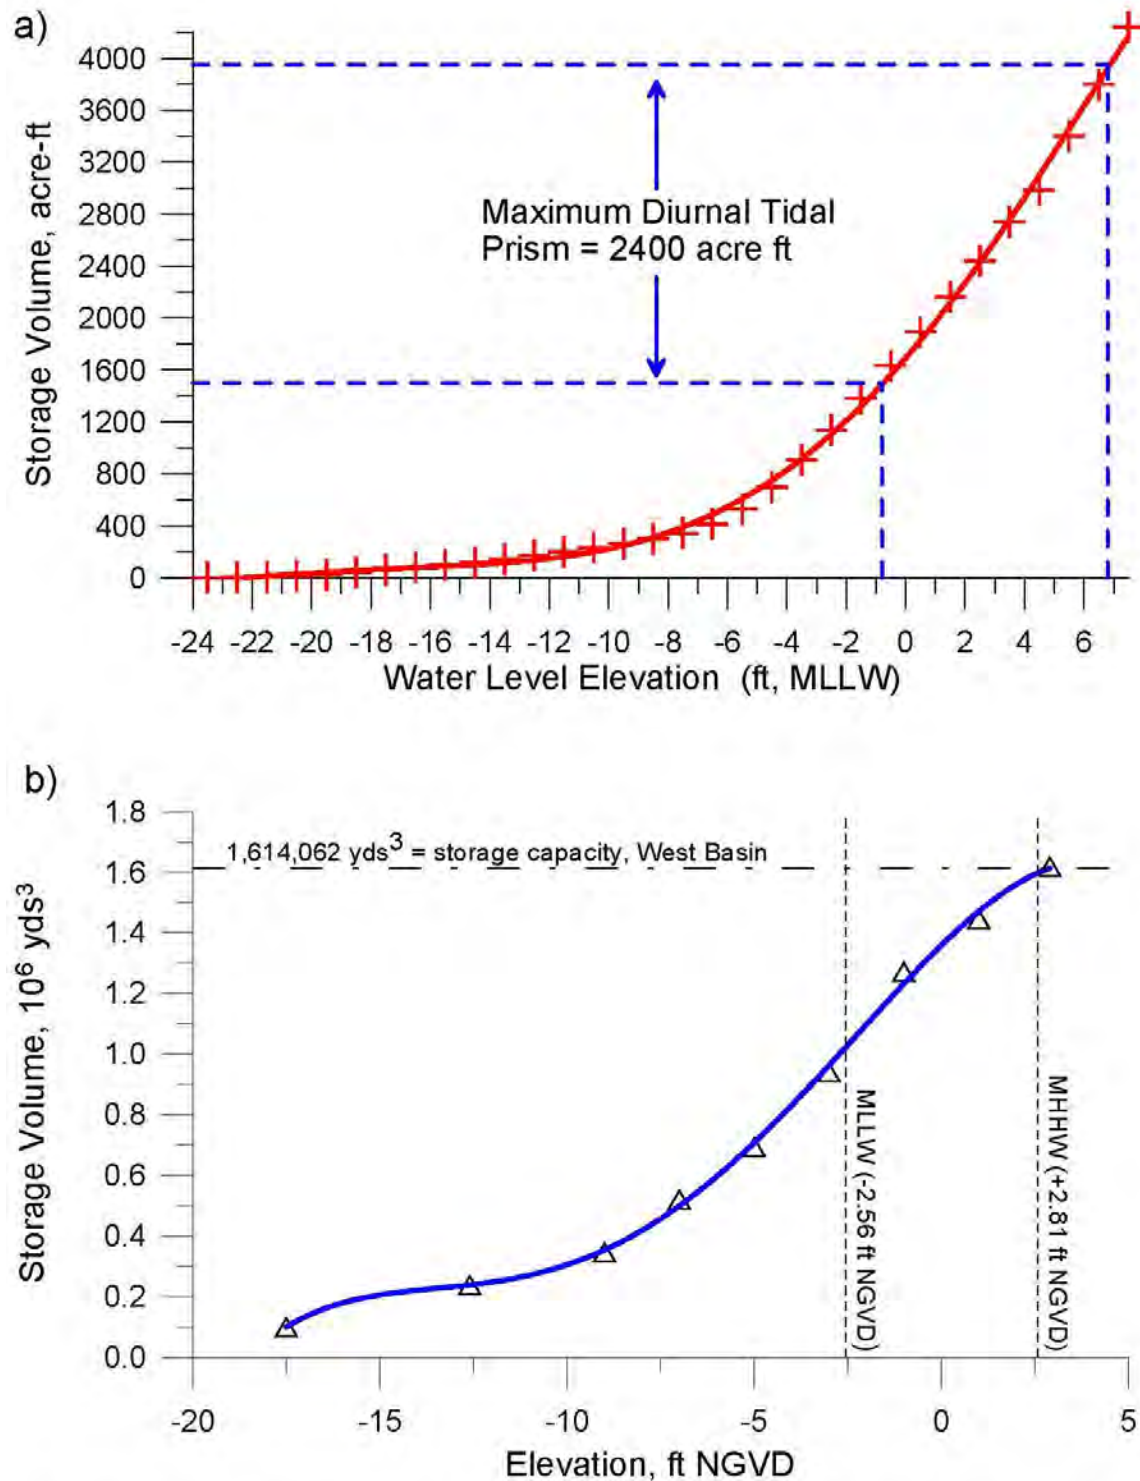 a)
4000
3600
3200
2800
2400
2000
1600
1200
800
400
0
Storage Volume, acre-ft
Maximum Diurnal Tidal
Prism = 2400 acre ft
-24 -22 -20 -18 -16 -14 -12 -10 -8 -6 -4 -2 0 2 4 6
Water Level Elevation (ft, MLLW)
b)
1.8
1.6
1.4
1.2
1.0
0.8
0.6
0.4
0.2
0.0
Storage Volume, 10⁶ yds³
1,614,062 yds³ = storage capacity, West Basin
MLLW (-2.56 ft NGVD)
MHHW (+2.81 ft NGVD)
-20 -15 -10 -5 0 5
Elevation, ft NGVD